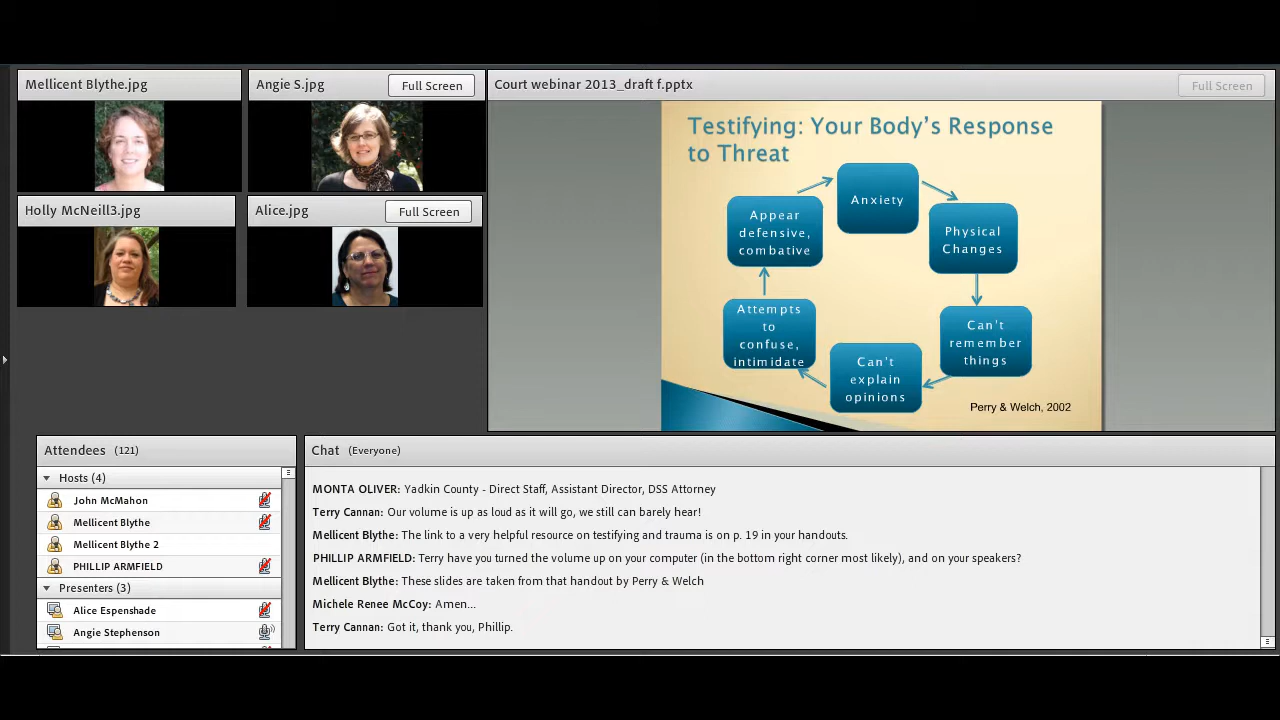 Mellicent Blythe.jpg
Angie S.jpg
Full Screen
Holly McNeill3.jpg
Alice.jpg
Full Screen
Court webinar 2013_draft f.pptx
Full Screen
Testifying: Your Body's Response
to Threat
Anxiety
Physical
Changes
Can't
remember
things
Can't
explain
opinions
Attempts
to
confuse,
intimidate
Appear
defensive,
combative
Perry & Welch, 2002
Attendees (121)
Hosts (4)
John McMahon
Mellicent Blythe
Mellicent Blythe 2
PHILLIP ARMFIELD
Presenters (3)
Alice Espenshade
Angie Stephenson
Chat (Everyone)
MONTA OLIVER: Yadkin County - Direct Staff, Assistant Director, DSS Attorney
Terry Cannan: Our volume is up as loud as it will go, we still can barely hear!
Mellicent Blythe: The link to a very helpful resource on testifying and trauma is on p. 19 in your handouts.
PHILLIP ARMFIELD: Terry have you turned the volume up on your computer (in the bottom right corner most likely), and on your speakers?
Mellicent Blythe: These slides are taken from that handout by Perry & Welch
Michele Renee McCoy: Amen...
Terry Cannan: Got it, thank you, Phillip.